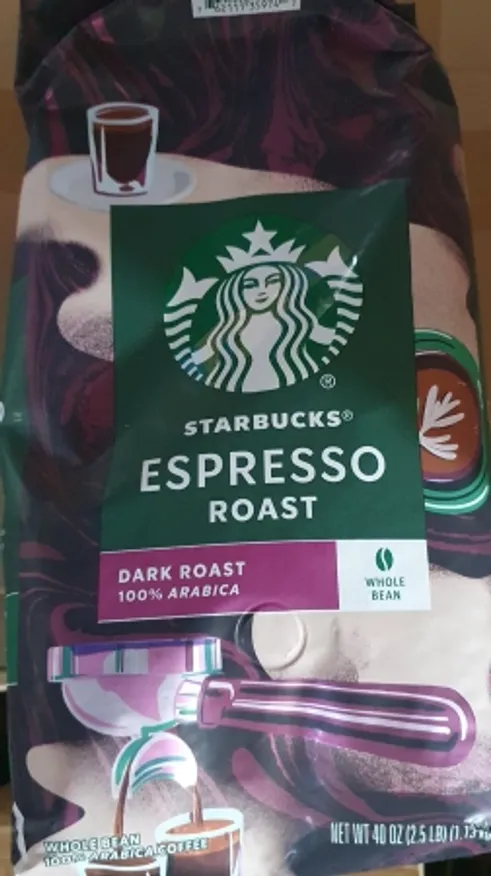 STARBUCKS®
ESPRESSO
ROAST
DARK ROAST
100% ARABICA
WHOLE
BEAN
WHOLE BEAN
100% ARABICA COFFEE
NET WT 40 OZ (2.5 LB)